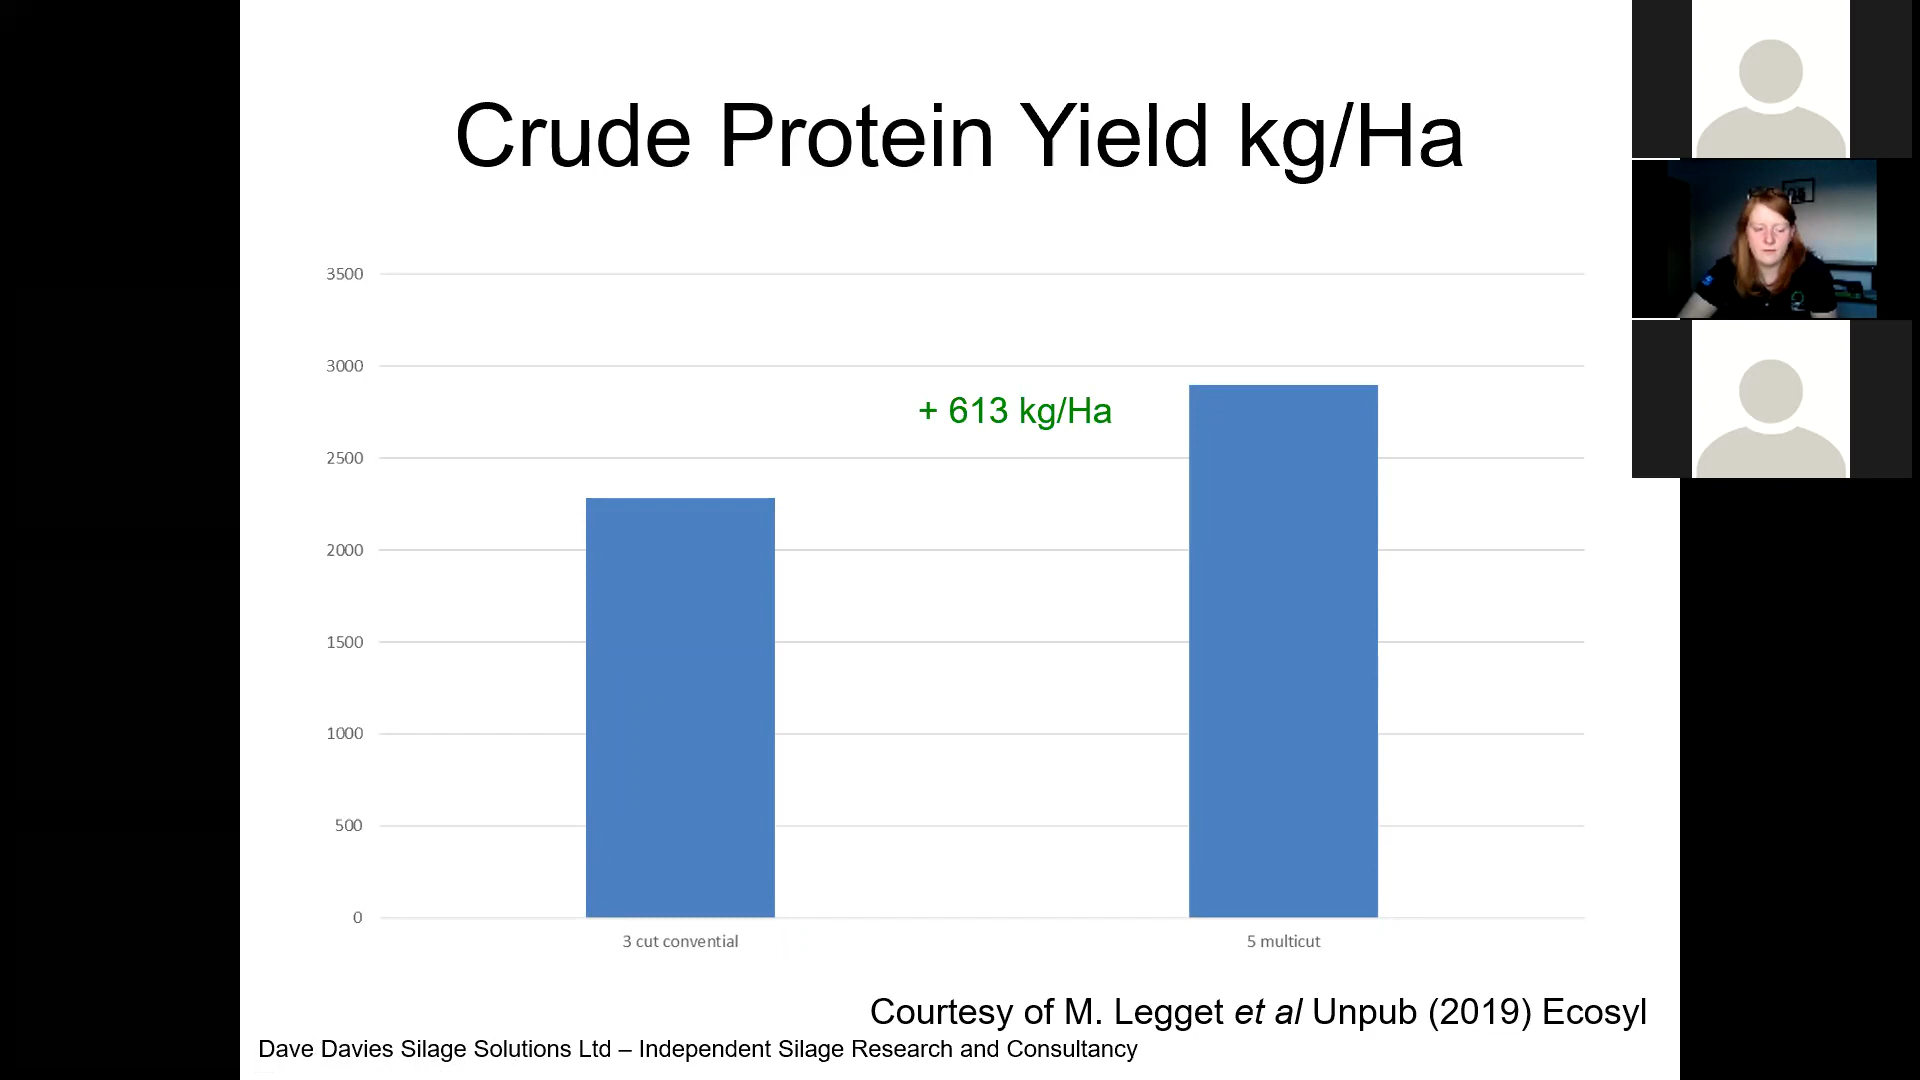 Crude Protein Yield kg/Ha
3500
3000
+ 613 kg/Ha
2500
2000
1500
1000
500
0
3 cut convential
5 multicut
Courtesy of M. Legget et al Unpub (2019) Ecosyl
Dave Davies Silage Solutions Ltd – Independent Silage Research and Consultancy